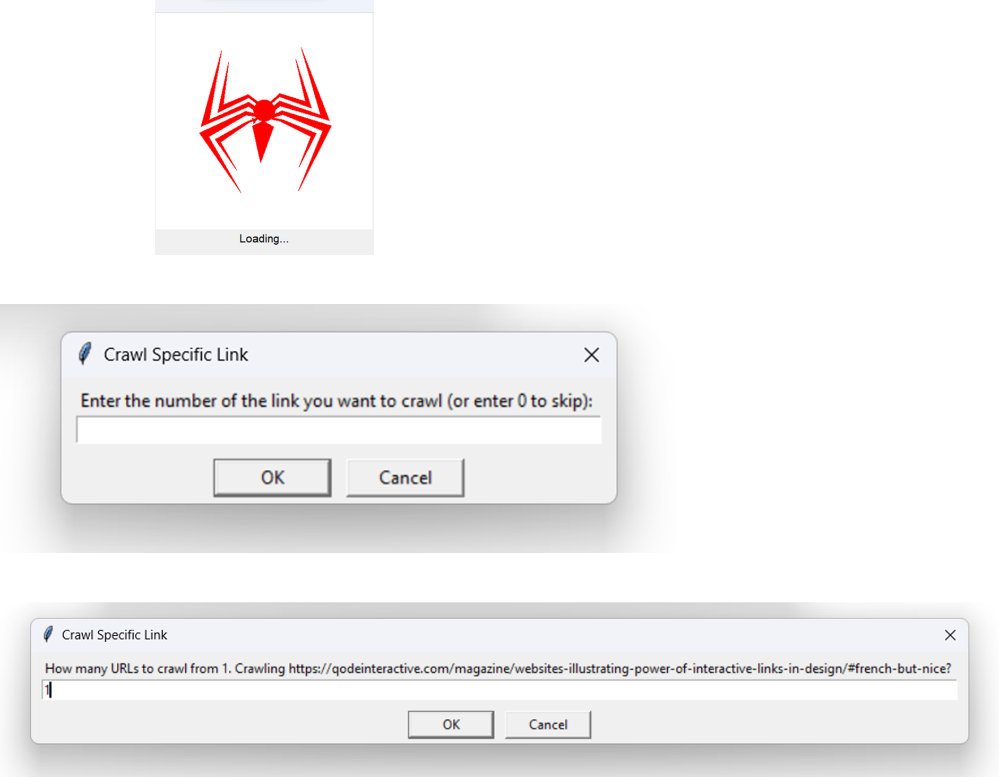 Loading...
Crawl Specific Link
Enter the number of the link you want to crawl (or enter 0 to skip):
OK Cancel
Crawl Specific Link
How many URLs to crawl from 1. Crawling https://qodeinteractive.com/magazine/websites-illustrating-power-of-interactive-links-in-design/#french-but-nice?
1
OK Cancel